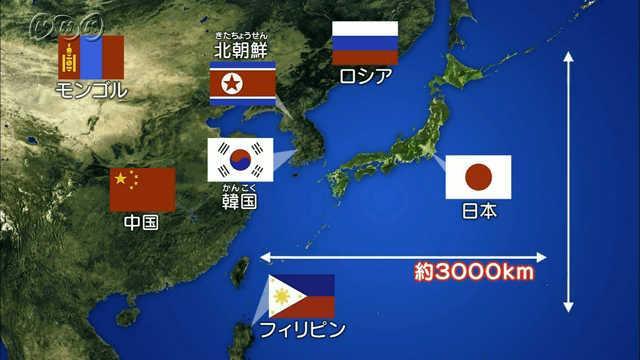 NHK
きたちょうせん
北朝鮮
ロシア
モンゴル
かんこく
韓国
中国
日本
約3000km
フィリピン